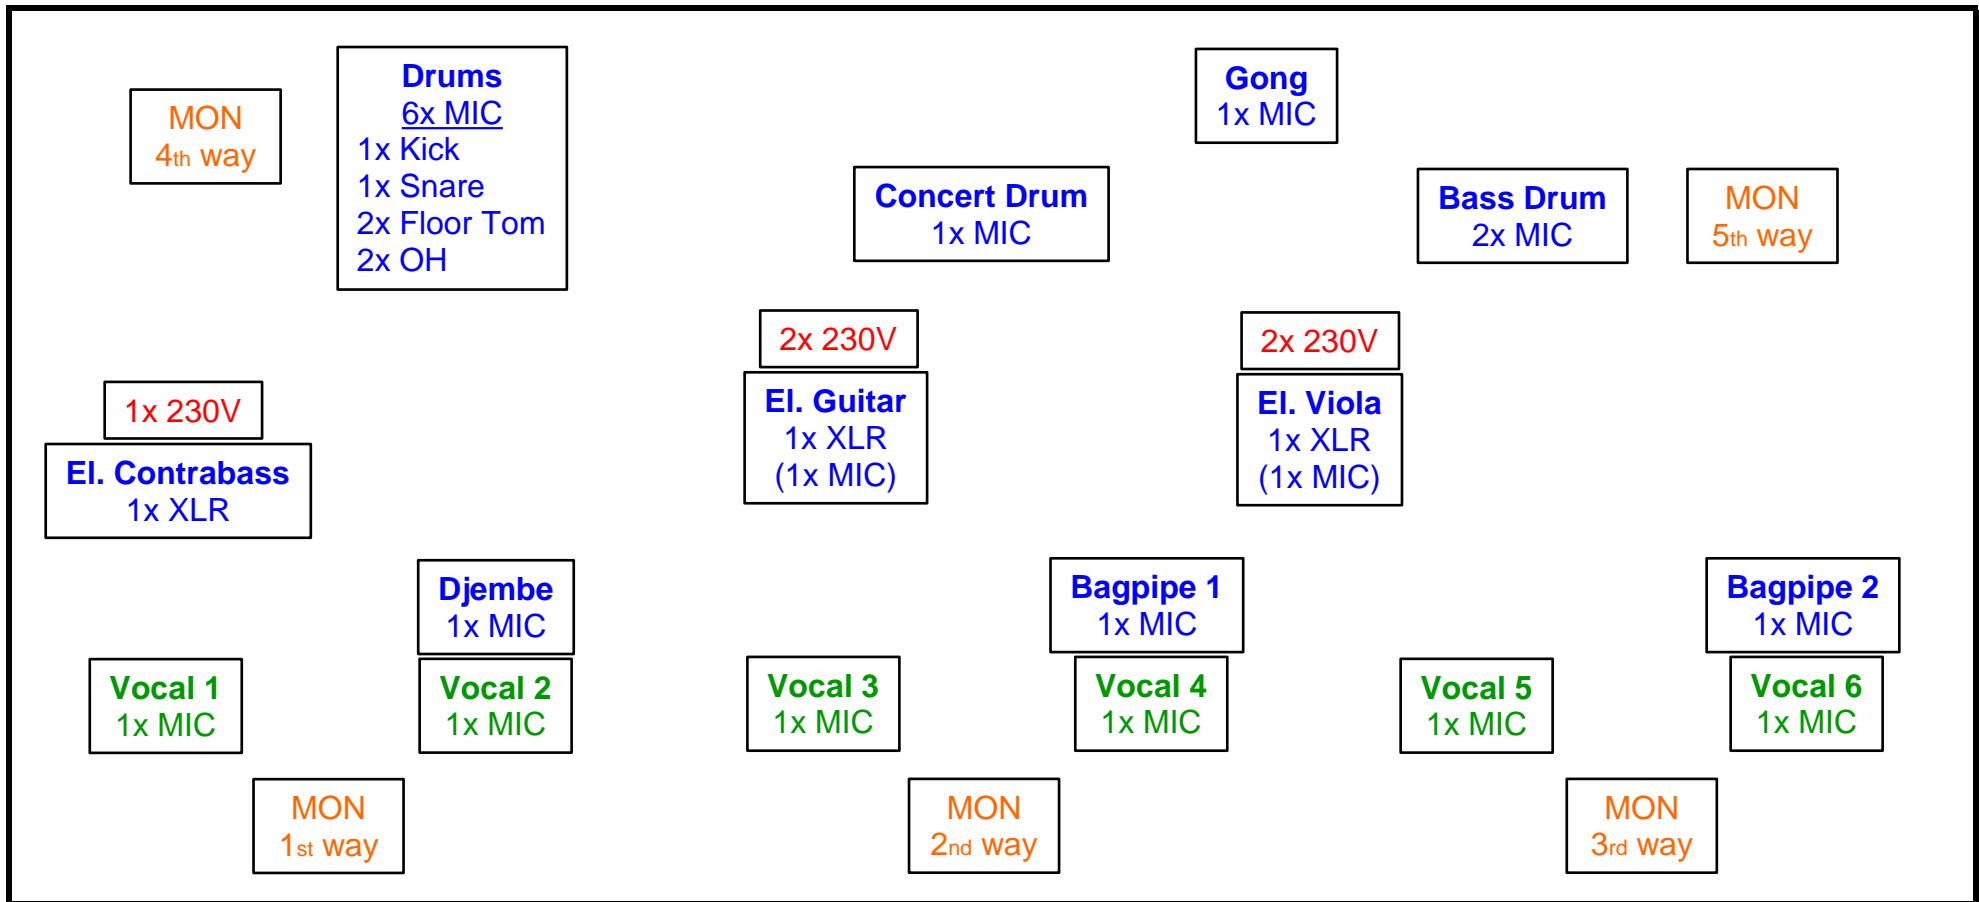 MON
4th way
Drums
6x MIC
1x Kick
1x Snare
2x Floor Tom
2x OH
Gong
1x MIC
Concert Drum
1x MIC
Bass Drum
2x MIC
MON
5th way
2x 230V
El. Guitar
1x XLR
(1x MIC)
2x 230V
El. Viola
1x XLR
(1x MIC)
1x 230V
El. Contrabass
1x XLR
Djembe
1x MIC
Bagpipe 1
1x MIC
Bagpipe 2
1x MIC
Vocal 1
1x MIC
Vocal 2
1x MIC
Vocal 3
1x MIC
Vocal 4
1x MIC
Vocal 5
1x MIC
Vocal 6
1x MIC
MON
1st way
MON
2nd way
MON
3rd way